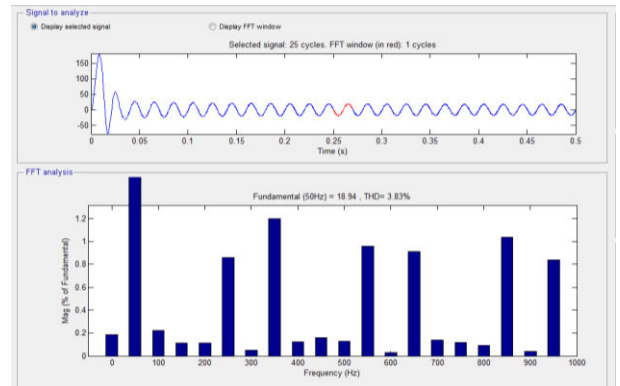 Signal to analyze
Display selected signal Display FFT window
Selected signal: 25 cycles. FFT window (in red): 1 cycles
150
100
50
0
-50
0 0.05 0.1 0.15 0.2 0.25 0.3 0.35 0.4 0.45 0.5
Time (s)
FFT analysis
Fundamental (50Hz) = 18.94 , THD= 3.83%
Mag (% of Fundamental)
1.2
1
0.8
0.6
0.4
0.2
0
0 100 200 300 400 500 600 700 800 900 1000
Frequency (Hz)